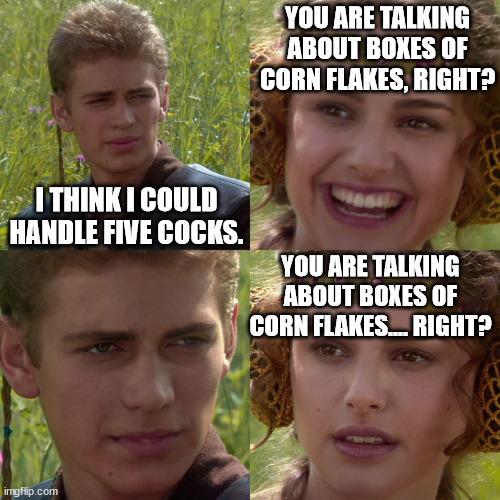 I THINK I COULD
HANDLE FIVE COCKS.
YOU ARE TALKING
ABOUT BOXES OF
CORN FLAKES, RIGHT?
YOU ARE TALKING
ABOUT BOXES OF
CORN FLAKES.... RIGHT?
imgflip.com